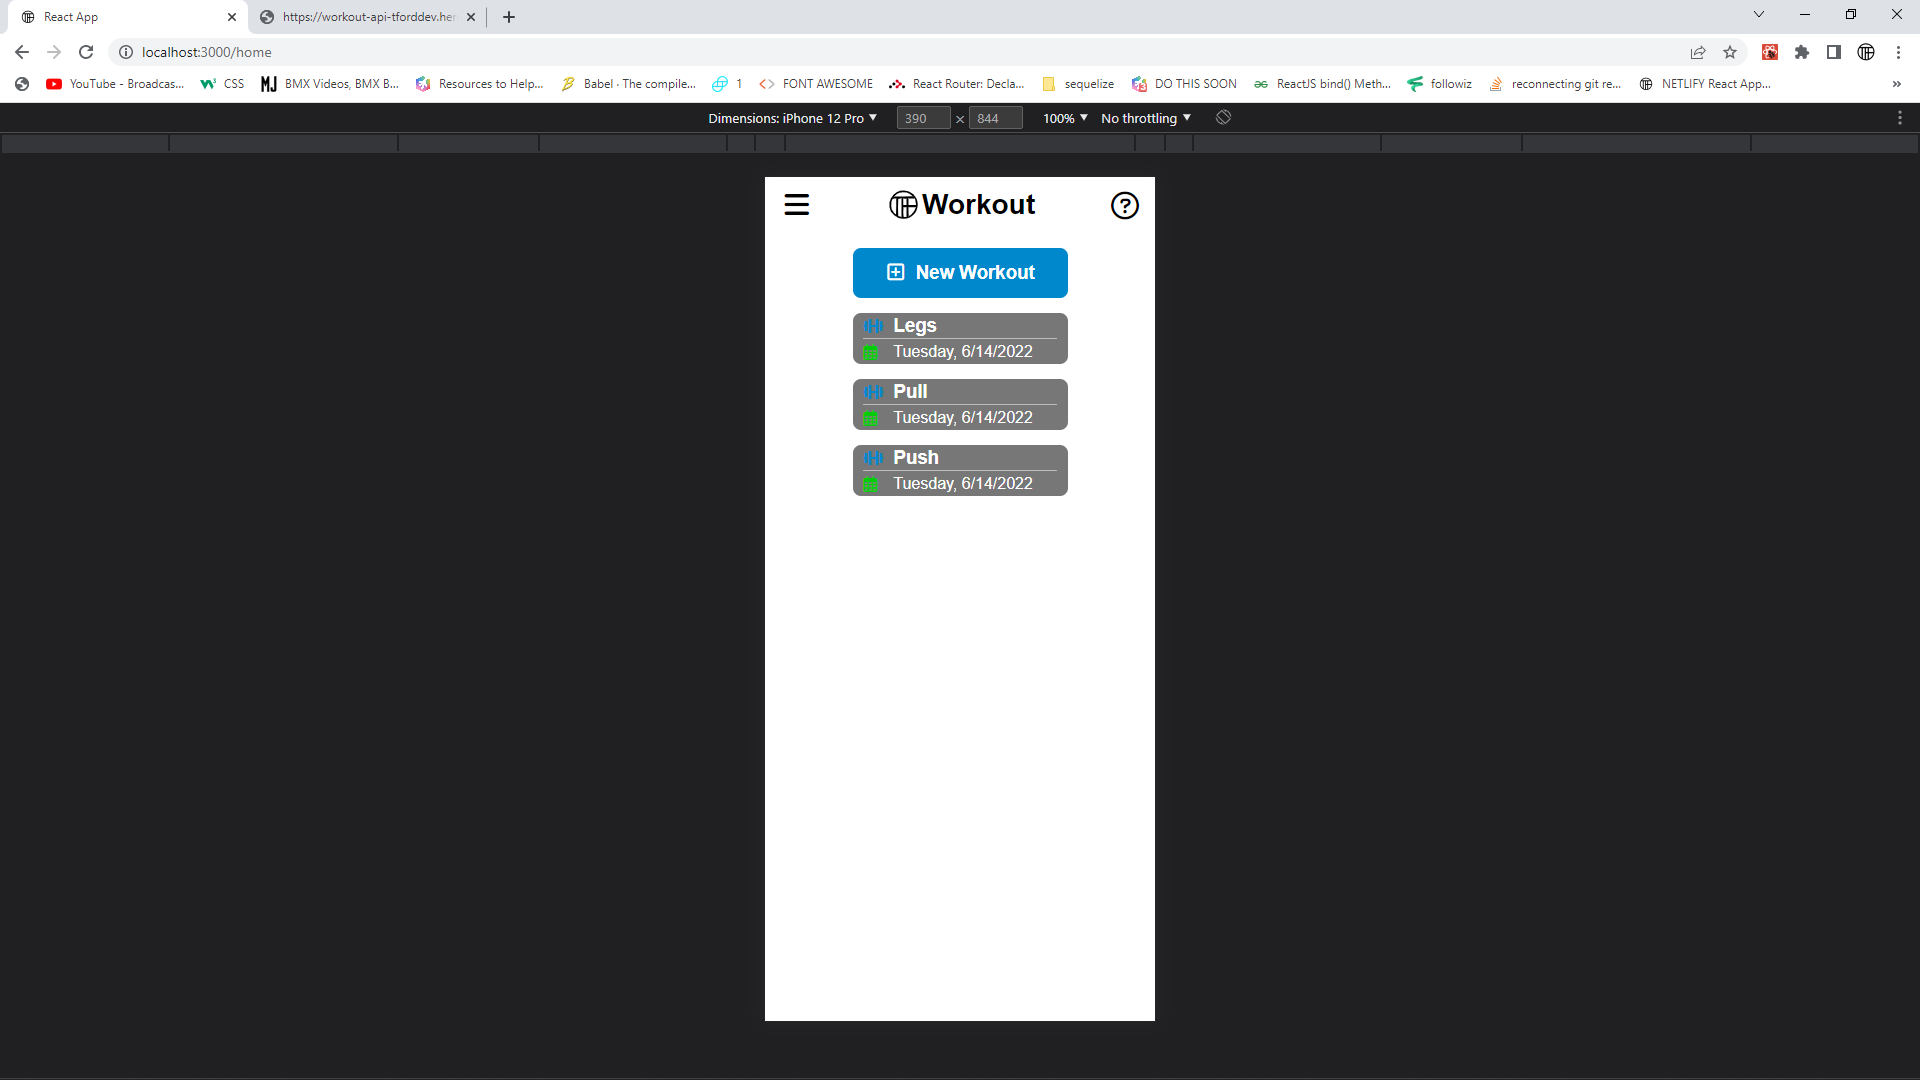 React App
https://workout-api-tforddev.her
localhost:3000/home
YouTube - Broadcas...
CSS
BMX Videos, BMX B...
Resources to Help...
Babel · The compile...
1
FONT AWESOME
React Router: Decla...
sequelize
DO THIS SOON
ReactJS bind() Meth...
followiz
reconnecting git re...
NETLIFY React App...
»
Dimensions: iPhone 12 Pro
390 × 844
100%
No throttling
Workout
New Workout
Legs
Tuesday, 6/14/2022
Pull
Tuesday, 6/14/2022
Push
Tuesday, 6/14/2022